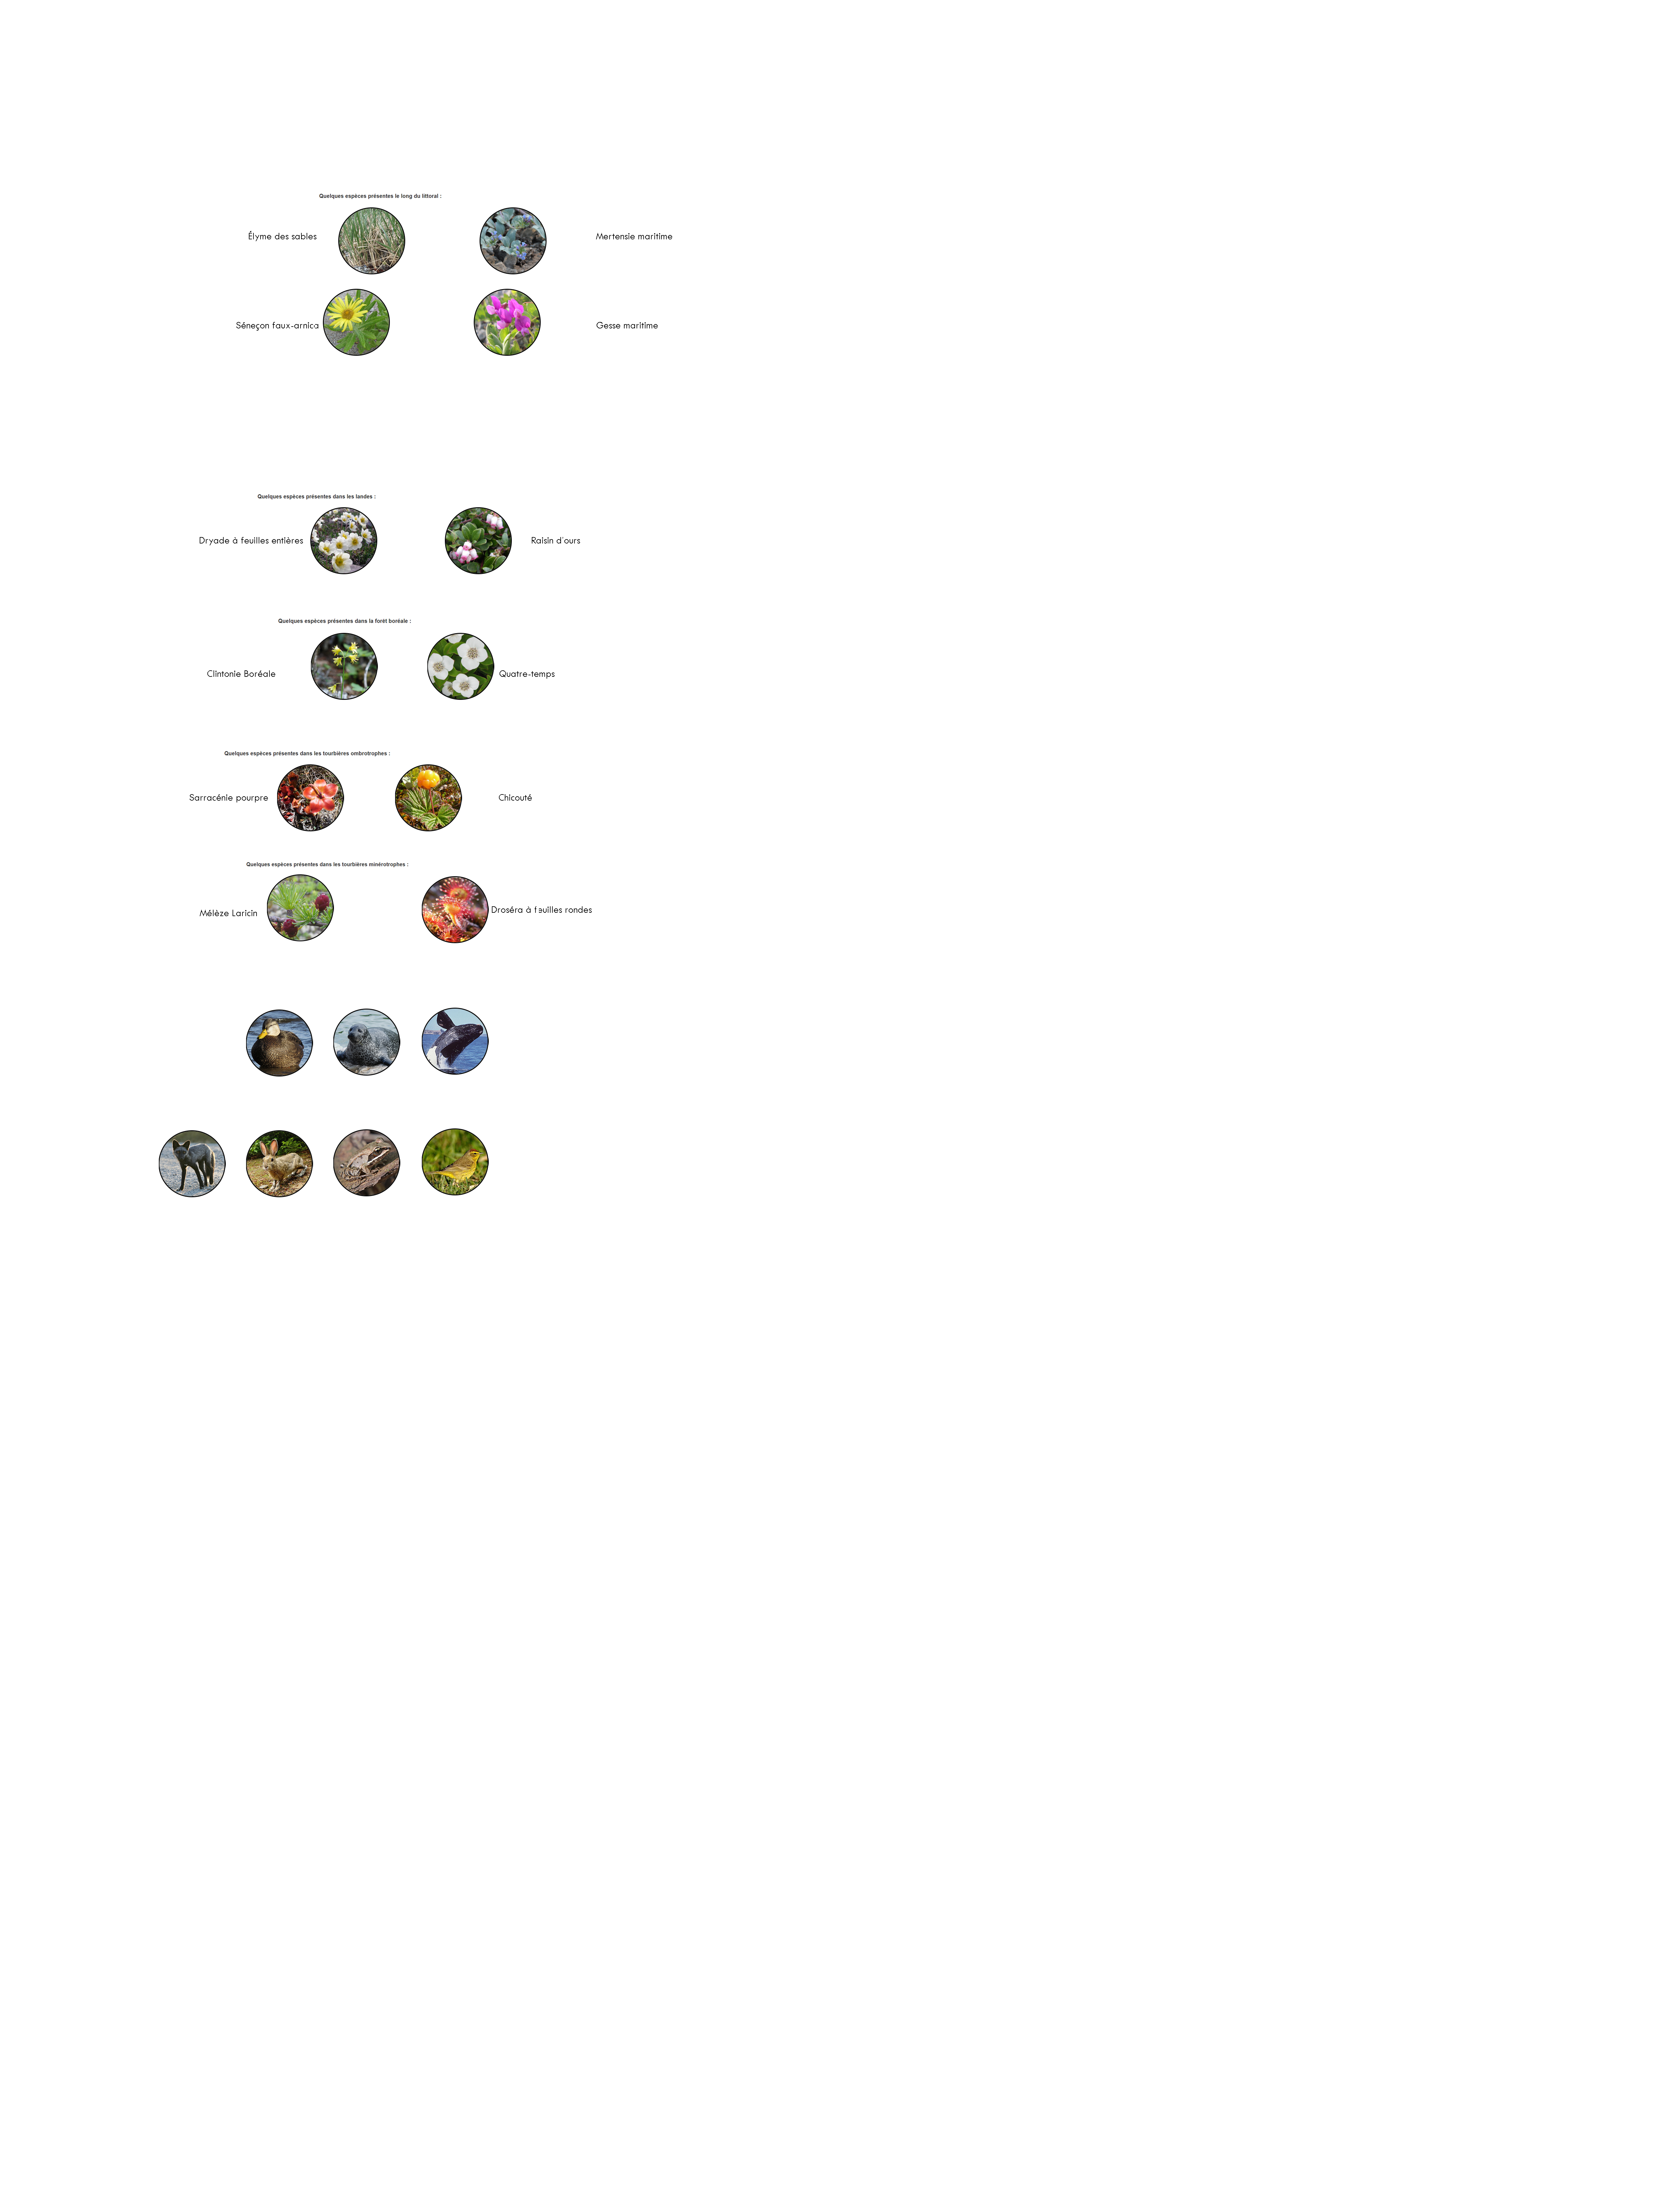 Quelques espèces présentes le long du littoral :
Élyme des sables
Mertensie maritime
Séneçon faux-arnica
Gesse maritime
Quelques espèces présentes dans les landes :
Dryade à feuilles entières
Raisin d'ours
Quelques espèces présentes dans la forêt boréale :
Clintonie Boréale
Quatre-temps
Quelques espèces présentes dans les tourbières ombrotrophes :
Sarracénie pourpre
Chicouté
Quelques espèces présentes dans les tourbières minérotrophes :
Mélèze Laricin
Droséra à feuilles rondes